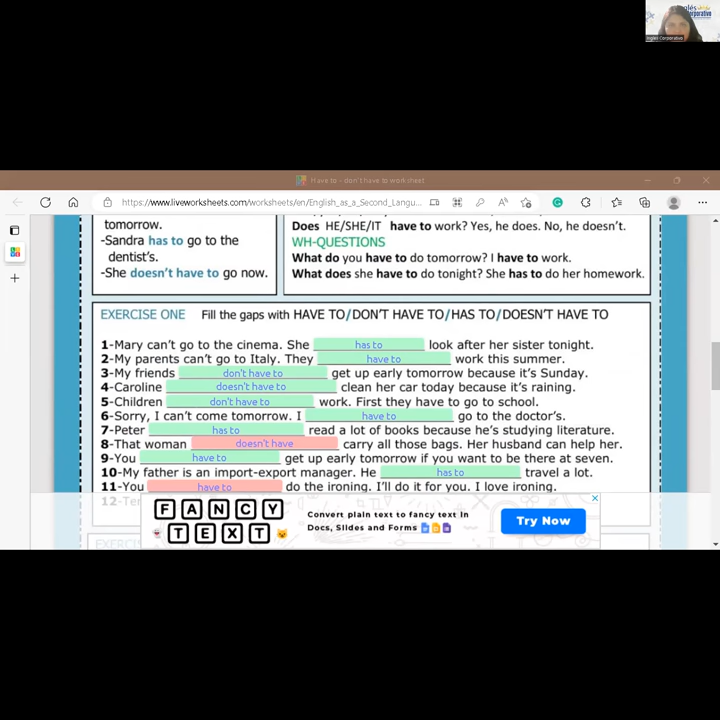 Inglés
Corporativo
Inglés Corporativo
Have to - don't have to worksheet
https://www.liveworksheets.com/worksheets/en/English_as_a_Second_Langu...
tomorrow.
-Sandra has to go to the
dentist's.
-She doesn't have to go now.
Does HE/SHE/IT have to work? Yes, he does. No, he doesn't.
WH-QUESTIONS
What do you have to do tomorrow? I have to work.
What does she have to do tonight? She has to do her homework.
EXERCISE ONE Fill the gaps with HAVE TO/DON'T HAVE TO/HAS TO/DOESN'T HAVE TO
1-Mary can't go to the cinema. She has to look after her sister tonight.
2-My parents can't go to Italy. They have to work this summer.
3-My friends don't have to get up early tomorrow because it's Sunday.
4-Caroline doesn't have to clean her car today because it's raining.
5-Children don't have to work. First they have to go to school.
6-Sorry, I can't come tomorrow. I have to go to the doctor's.
7-Peter has to read a lot of books because he's studying literature.
8-That woman doesn't have carry all those bags. Her husband can help her.
9-You have to get up early tomorrow if you want to be there at seven.
10-My father is an import-export manager. He has to travel a lot.
11-You have to do the ironing. I'll do it for you. I love ironing.
12-Te
FANCY
TEXT
Convert plain text to fancy text in
Docs, Slides and Forms
Try Now
EXERCIS